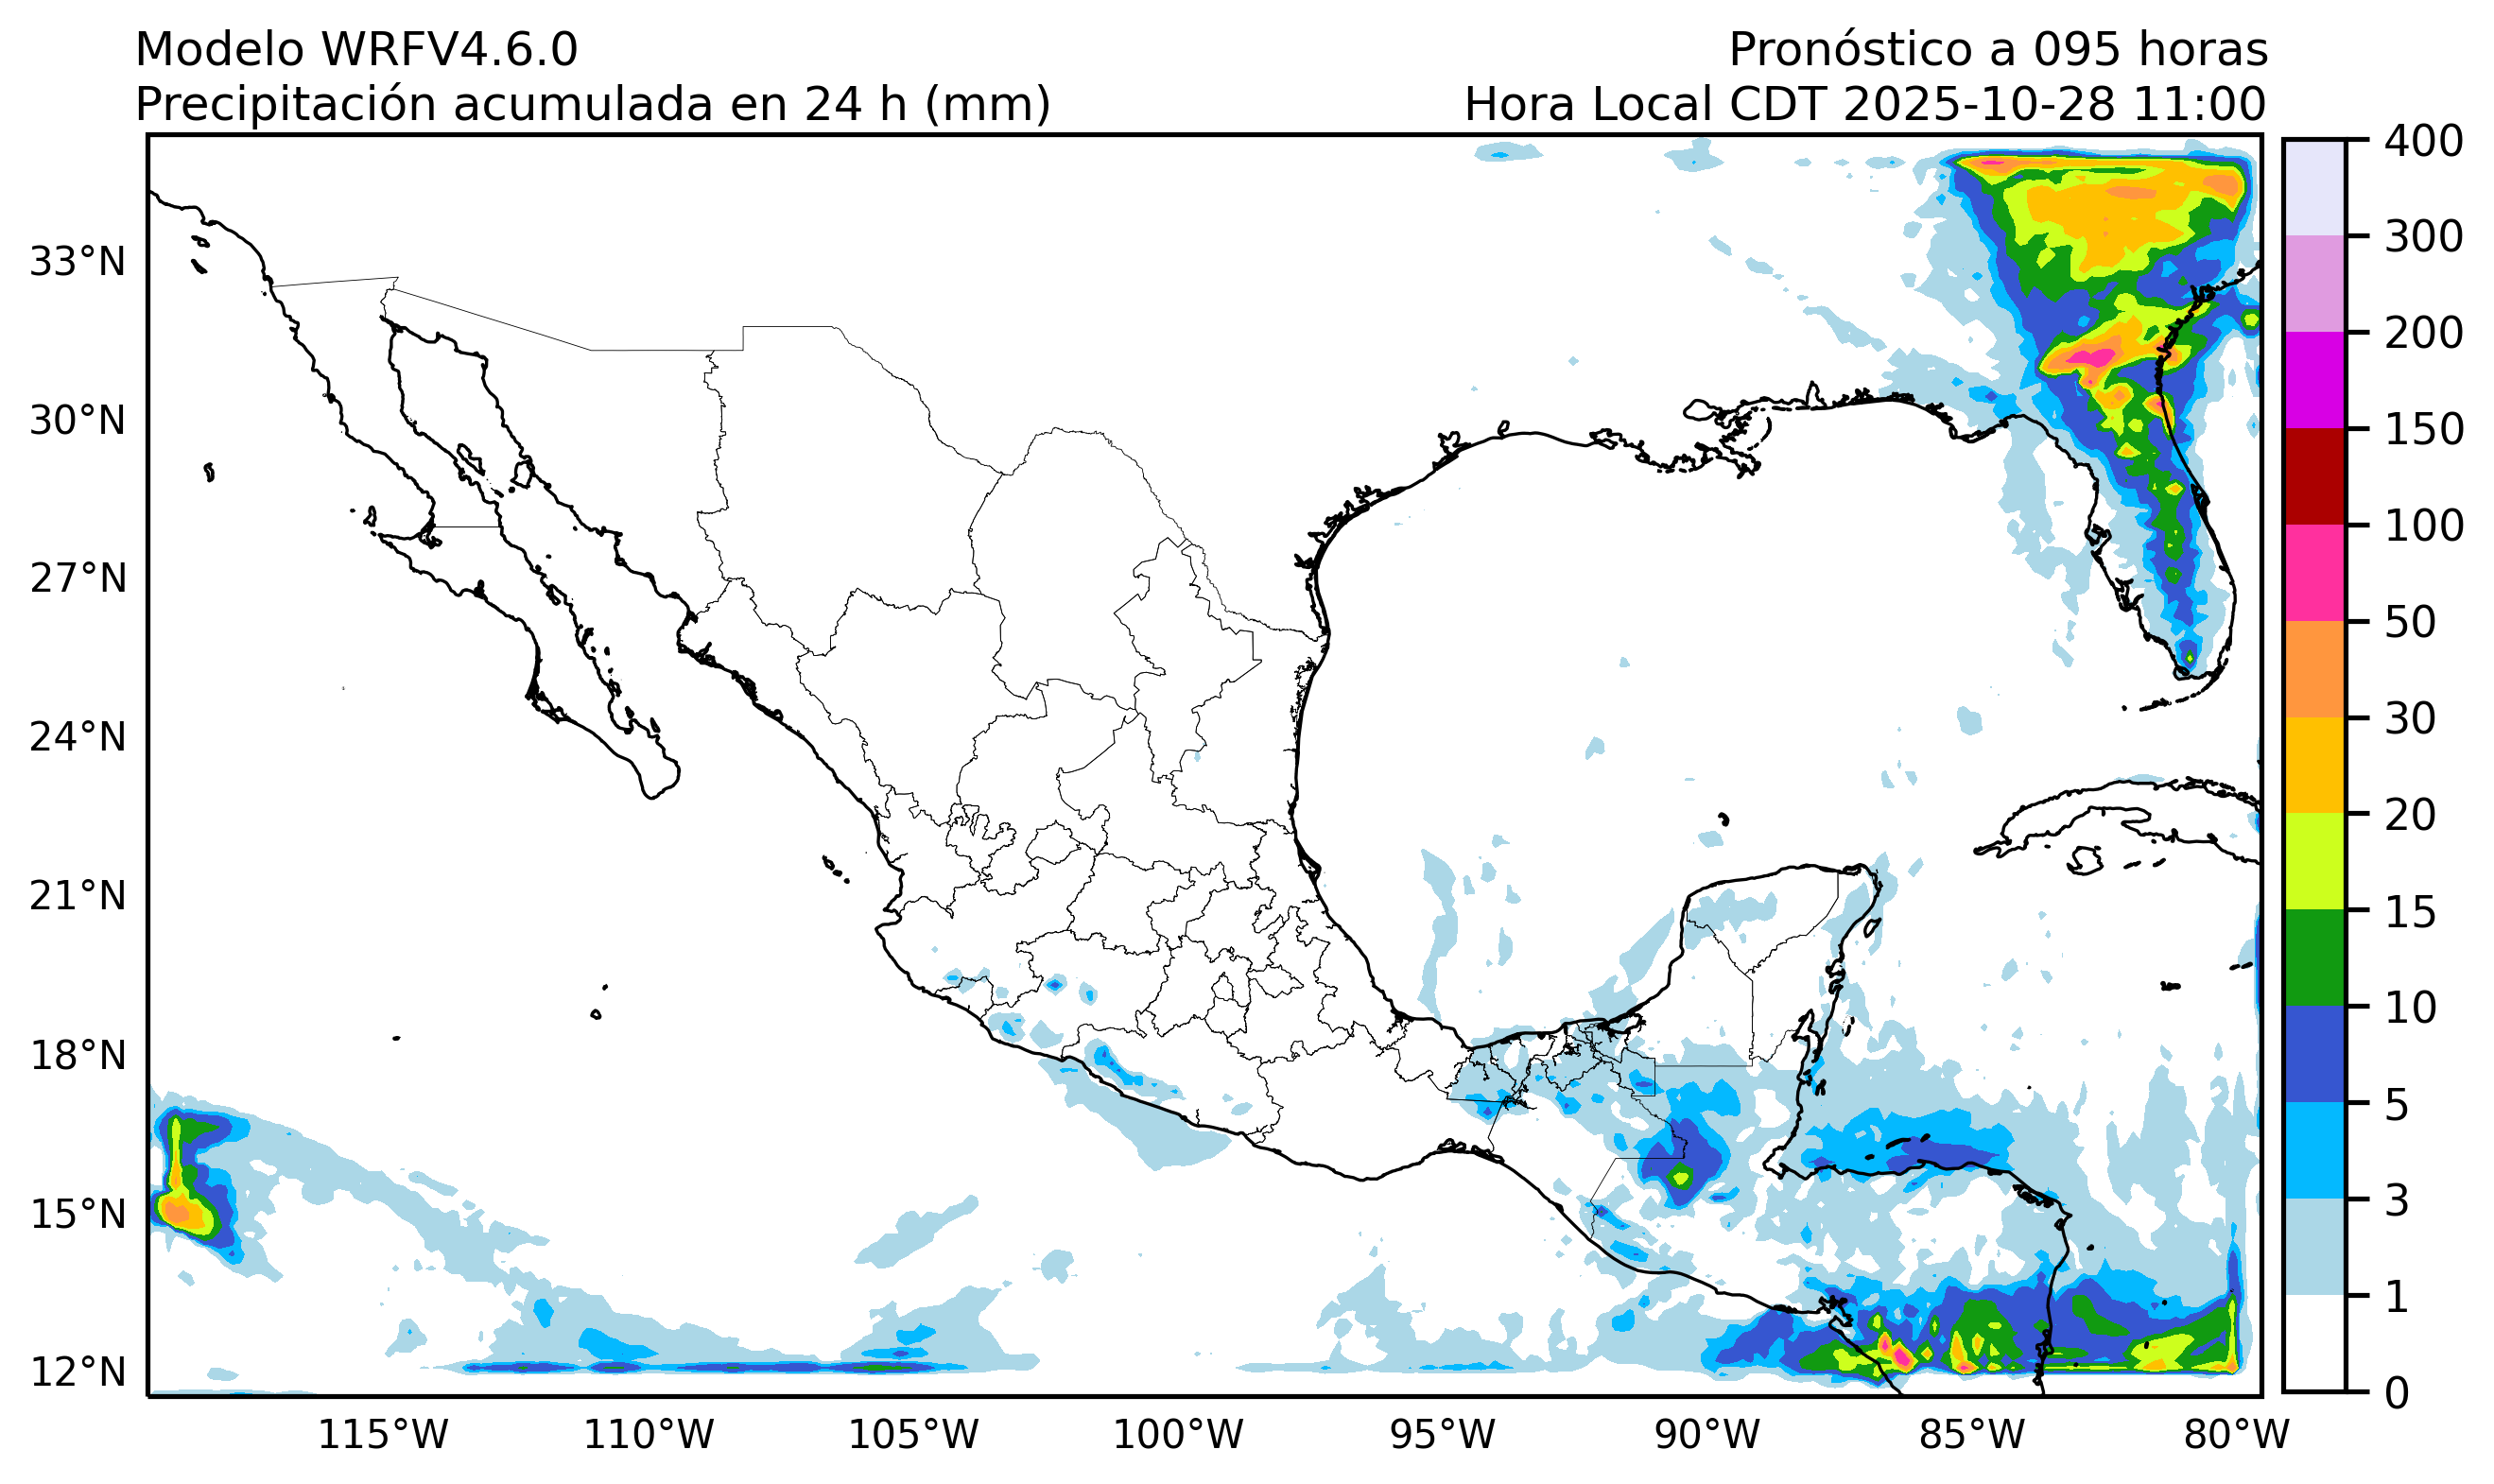 Modelo WRFV4.6.0
Pronóstico a 095 horas
Precipitación acumulada en 24 h (mm)
Hora Local CDT 2025-10-28 11:00
400
300
200
150
100
50
30
20
15
10
5
3
1
0
33°N
30°N
27°N
24°N
21°N
18°N
15°N
12°N
115°W
110°W
105°W
100°W
95°W
90°W
85°W
80°W